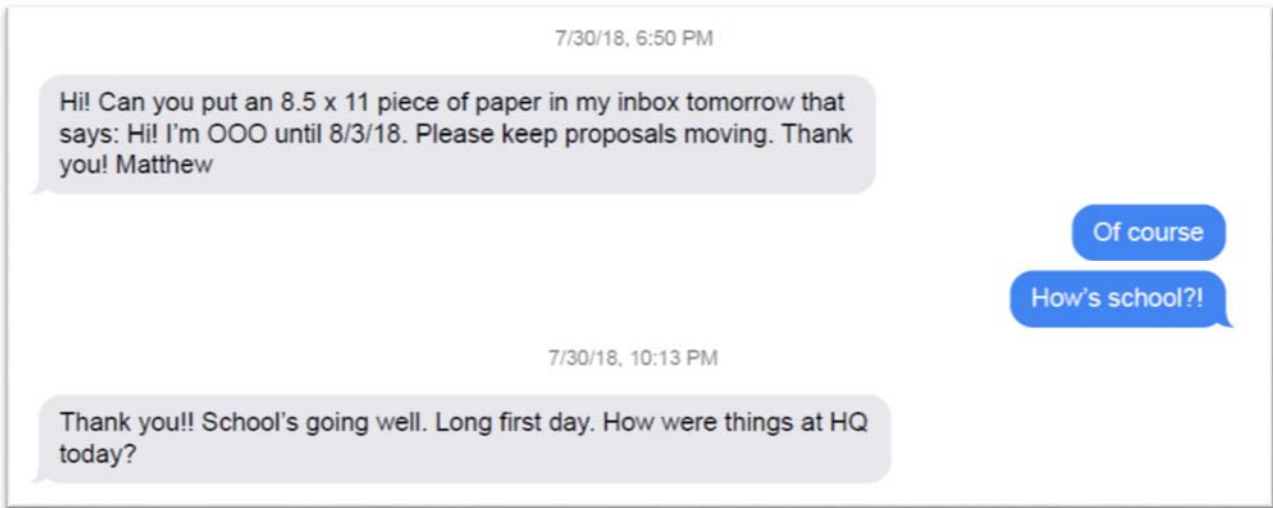 7/30/18, 6:50 PM
Hi! Can you put an 8.5 x 11 piece of paper in my inbox tomorrow that
says: Hi! I'm OOO until 8/3/18. Please keep proposals moving. Thank
you! Matthew
Of course
How's school?!
7/30/18, 10:13 PM
Thank you!! School's going well. Long first day. How were things at HQ
today?